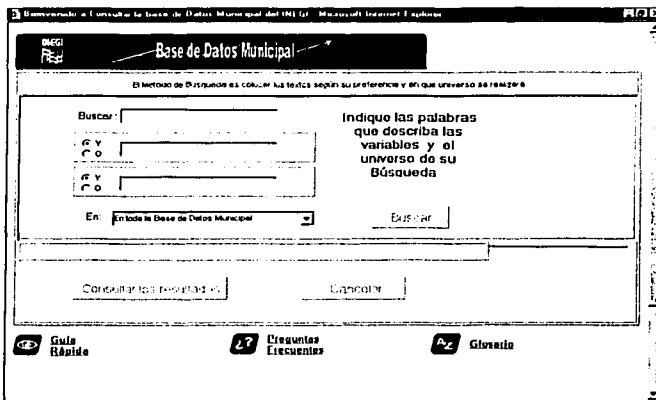 Bienvenido a Consultar la base de Datos Municipal del INEGI - Microsoft Internet Explorer
INEGI
Base de Datos Municipal
El Método de Búsqueda es colocar los textos según su preferencia y en que universo se realizará
Buscar:
Indique las palabras
que describa las
variables y el
universo de su
Búsqueda
Y
O
Y
O
En: En toda la Base de Datos Municipal
Buscar
Consultar los resultados
Cancelar
Guía
Rápida
¿?
Preguntas
Frecuentes
AZ
Glosario